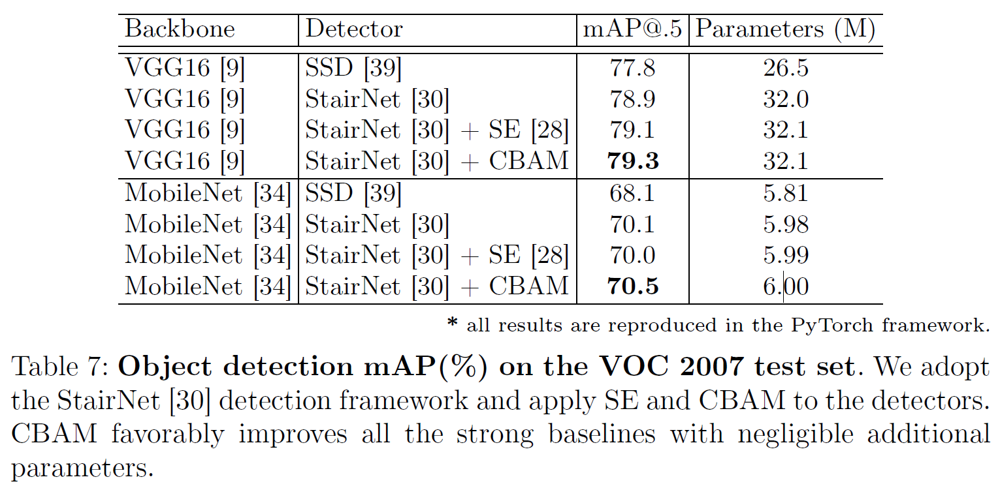 Backbone Detector mAP@.5 Parameters (M)
VGG16 [9] SSD [39] 77.8 26.5
VGG16 [9] StairNet [30] 78.9 32.0
VGG16 [9] StairNet [30] + SE [28] 79.1 32.1
VGG16 [9] StairNet [30] + CBAM 79.3 32.1
MobileNet [34] SSD [39] 68.1 5.81
MobileNet [34] StairNet [30] 70.1 5.98
MobileNet [34] StairNet [30] + SE [28] 70.0 5.99
MobileNet [34] StairNet [30] + CBAM 70.5 6.00
* all results are reproduced in the PyTorch framework.
Table 7: Object detection mAP(%) on the VOC 2007 test set. We adopt
the StairNet [30] detection framework and apply SE and CBAM to the detectors.
CBAM favorably improves all the strong baselines with negligible additional
parameters.